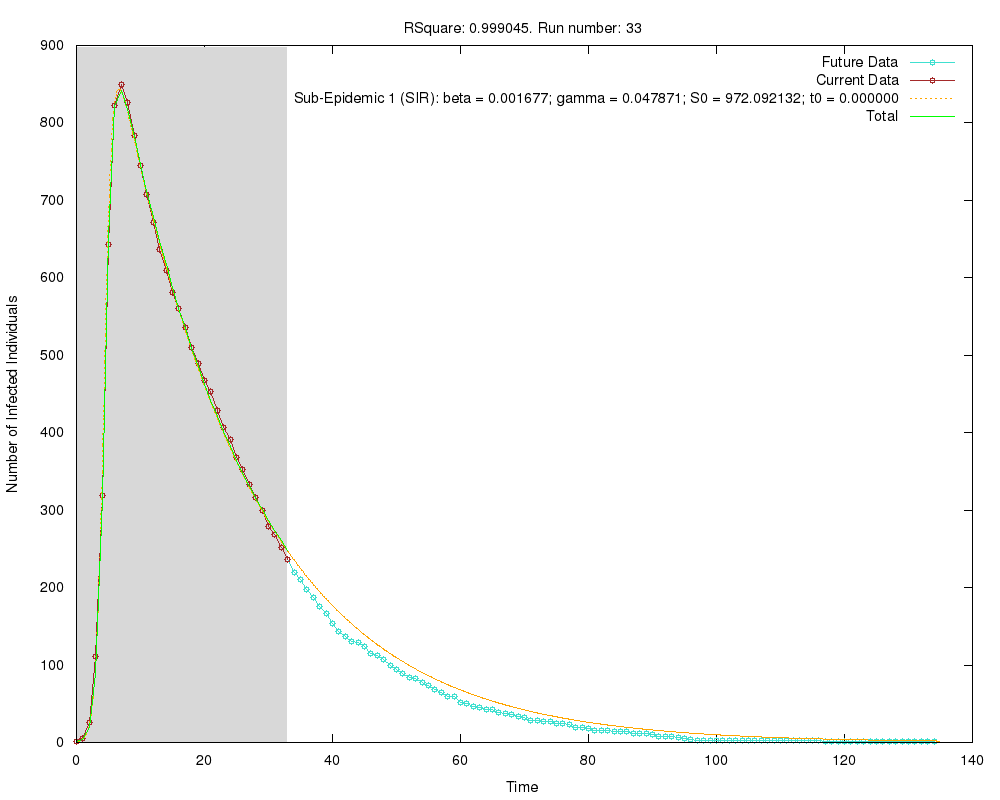 RSquare: 0.999045. Run number: 33
Future Data
Current Data
Sub-Epidemic 1 (SIR): beta = 0.001677; gamma = 0.047871; S0 = 972.092132; t0 = 0.000000
Total
Number of Infected Individuals
900
800
700
600
500
400
300
200
100
0
0 20 40 60 80 100 120 140
Time